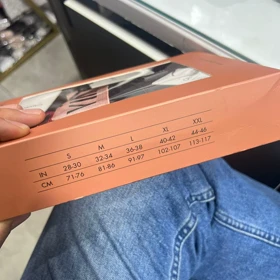 S M L XL XXL
IN 28-30 32-34 36-38 40-42 44-46
CM 71-76 81-86 91-97 102-107 112-117